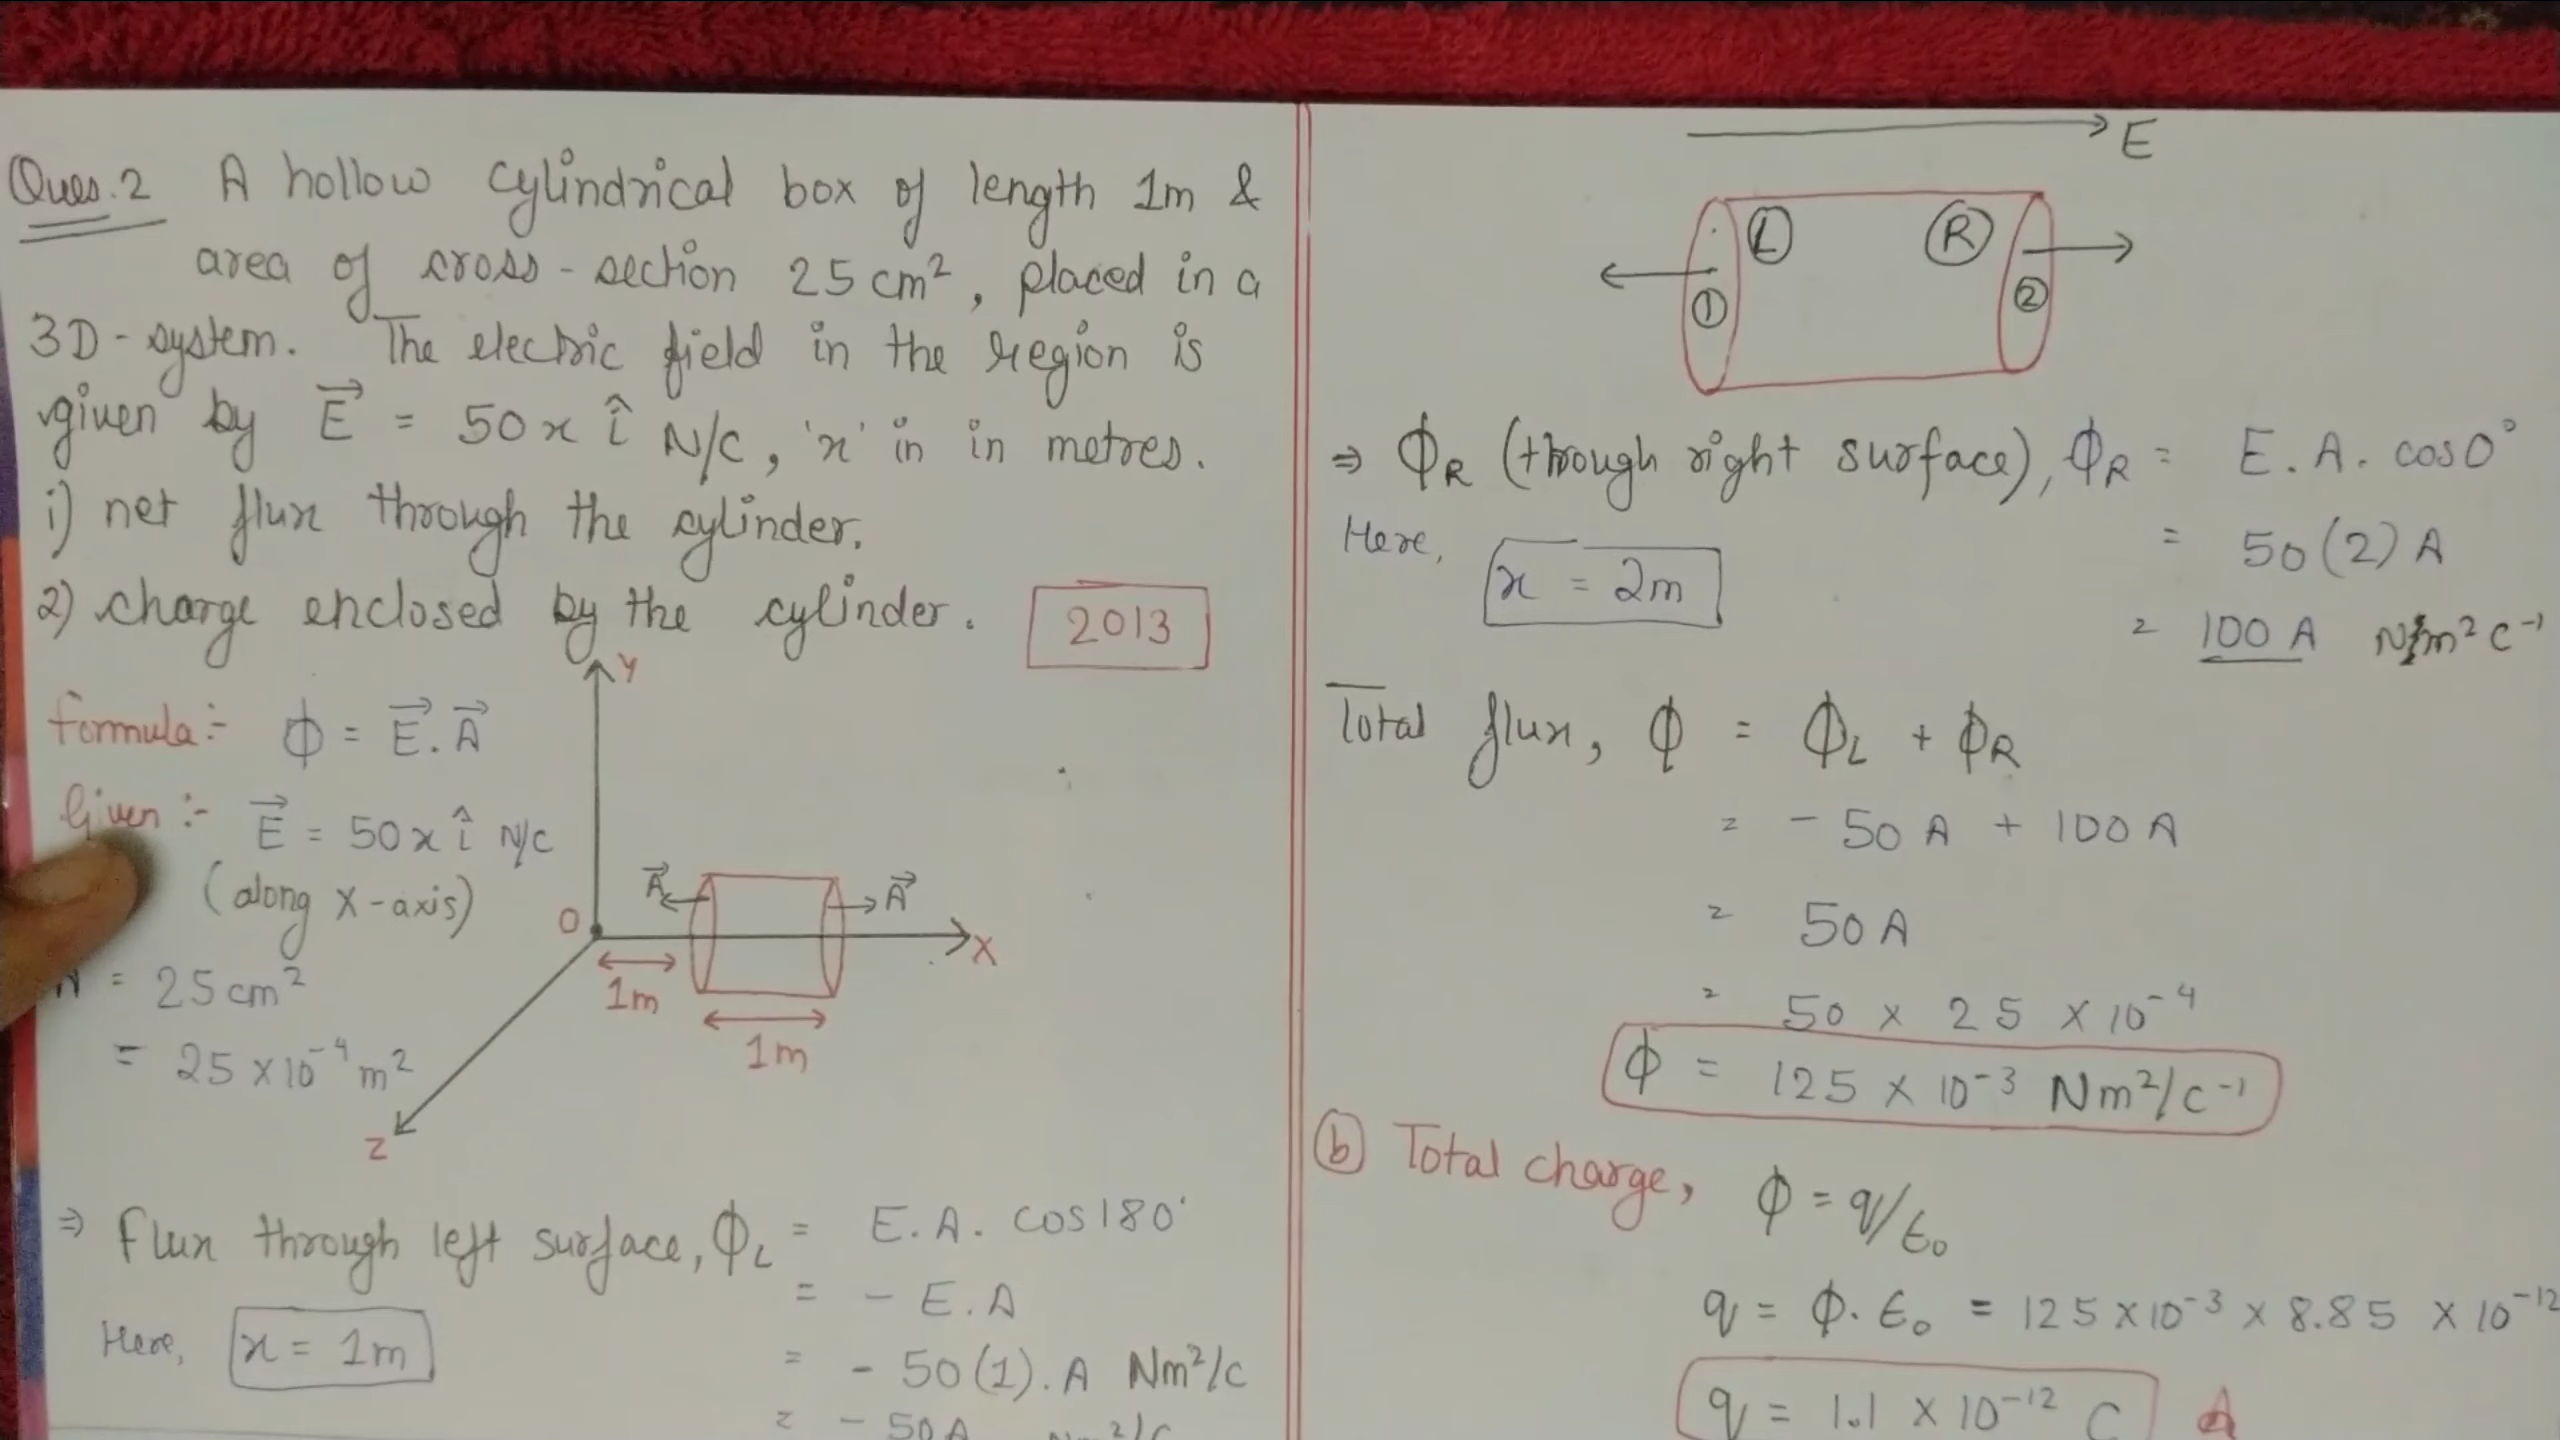 Ques.2 A hollow cylindrical box of length 1m &
area of cross-section 25 cm², placed in a
3D-system. The electric field in the region is
given by E⃗ = 50x î N/C, 'x' in in metres.
i) net flux through the cylinder.
2) charge enclosed by the cylinder.
2013
Formula:- ϕ = E⃗.A⃗
Given :- E⃗ = 50x î N/C
(along X-axis)
= 25 cm²
= 25 x 10⁻⁴ m²
Y
A⃗
A⃗
O
X
1m
1m
Z
⇒ Flux through left surface, ϕL = E.A. cos180°
= - E.A
Here, x = 1m
= - 50(1).A Nm²/C
= - 50A Nm²/C
E
L
R
1
2
⇒ ϕR (through right surface), ϕR = E.A. cos0°
Here, x = 2m
= 50(2) A
= 100 A Nm²C⁻¹
Total flux, ϕ = ϕL + ϕR
= - 50 A + 100 A
= 50 A
= 50 x 25 x 10⁻⁴
ϕ = 125 x 10⁻³ Nm²/C⁻¹
b Total charge, ϕ = q/ε₀
q = ϕ.ε₀ = 125 x 10⁻³ x 8.85 x 10⁻¹²
q = 1.1 x 10⁻¹² C